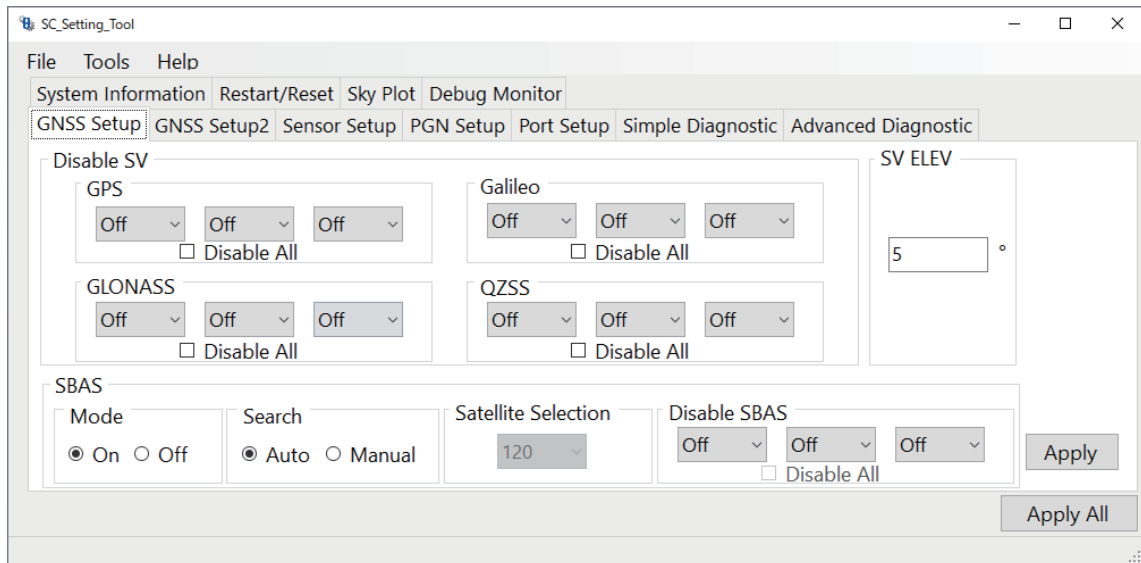 SC_Setting_Tool
File Tools Help
System Information Restart/Reset Sky Plot Debug Monitor
GNSS Setup GNSS Setup2 Sensor Setup PGN Setup Port Setup Simple Diagnostic Advanced Diagnostic
Disable SV
GPS
Off Off Off
Disable All
Galileo
Off Off Off
Disable All
GLONASS
Off Off Off
Disable All
QZSS
Off Off Off
Disable All
SV ELEV
5 °
SBAS
Mode
On Off
Search
Auto Manual
Satellite Selection
120
Disable SBAS
Off Off Off
Disable All
Apply
Apply All